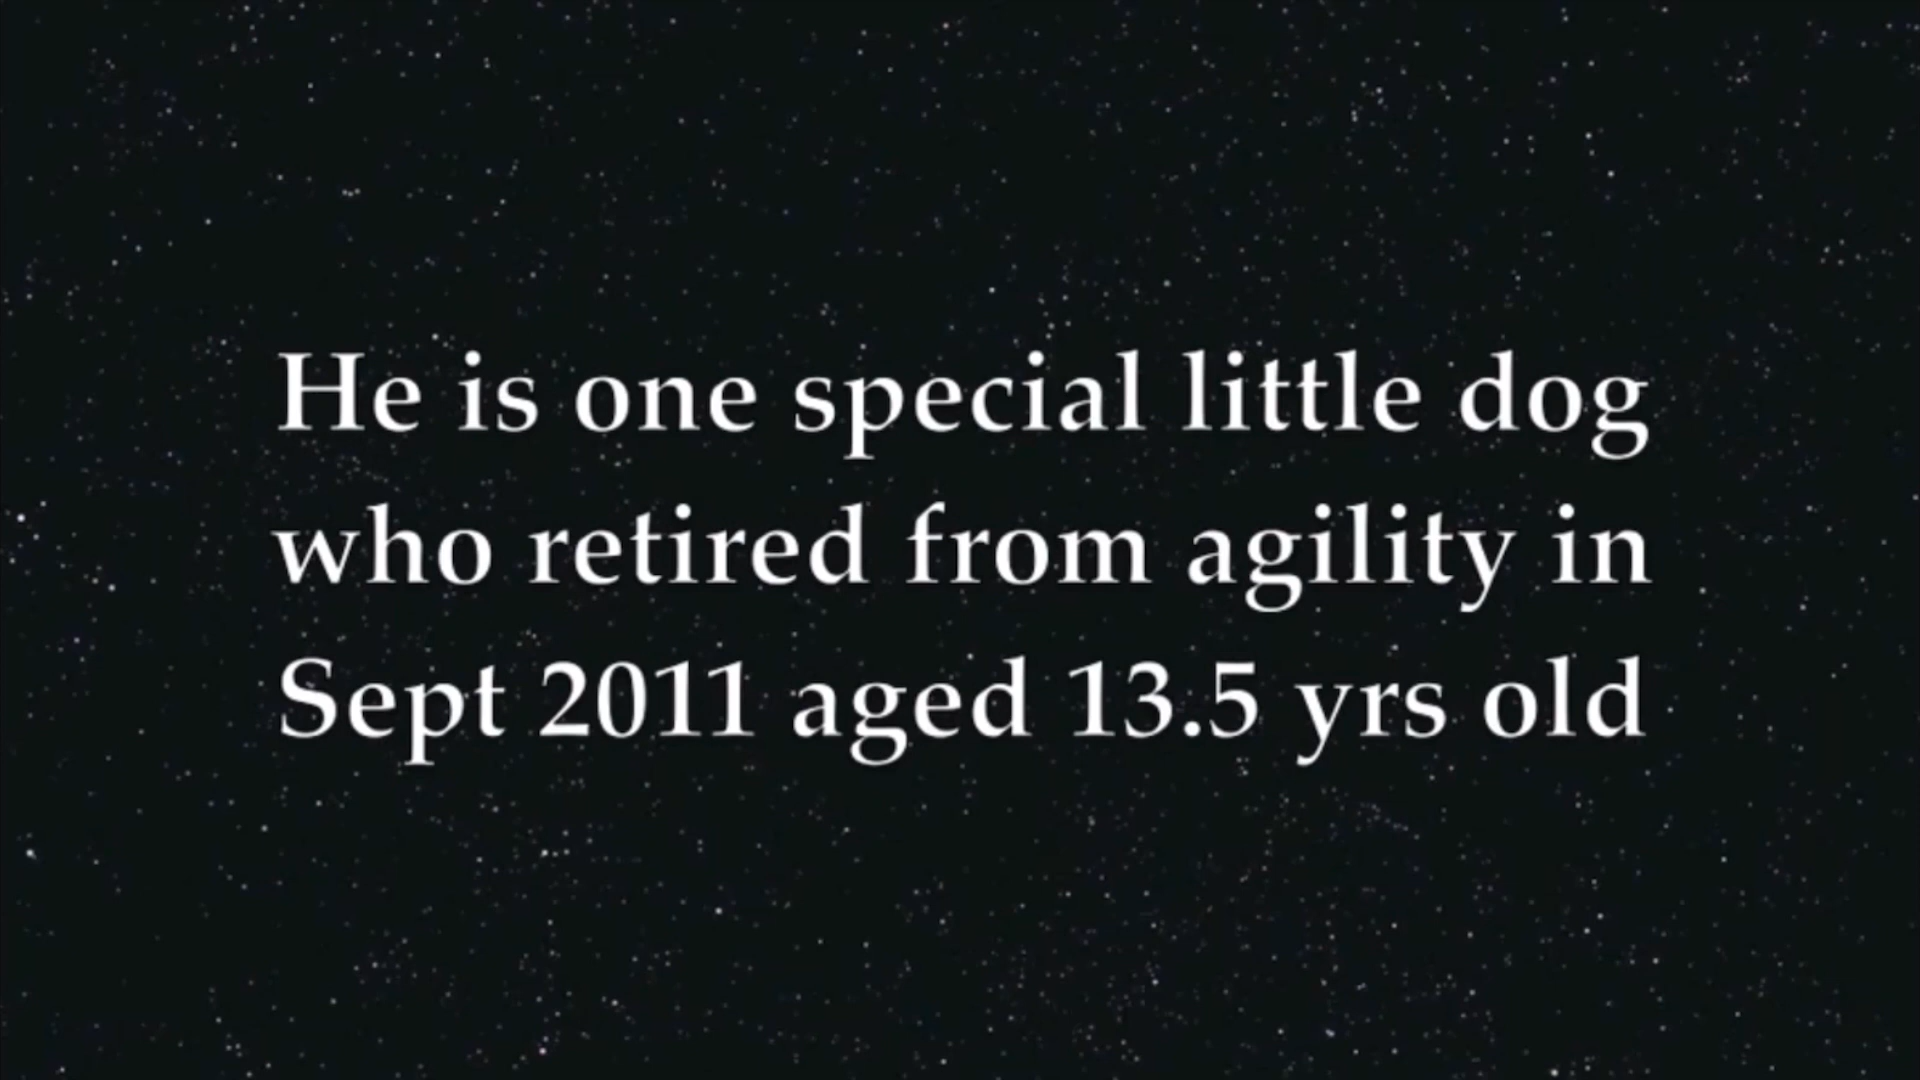 He is one special little dog
who retired from agility in
Sept 2011 aged 13.5 yrs old